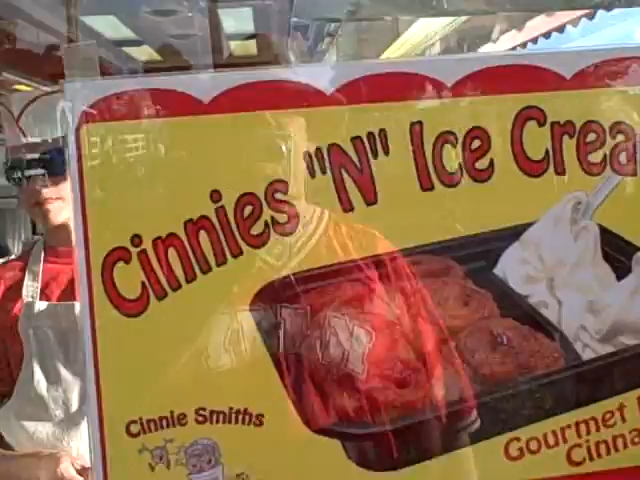 Cinnies "N" Ice Crea
Cinnie Smiths
Gourmet
Cinna